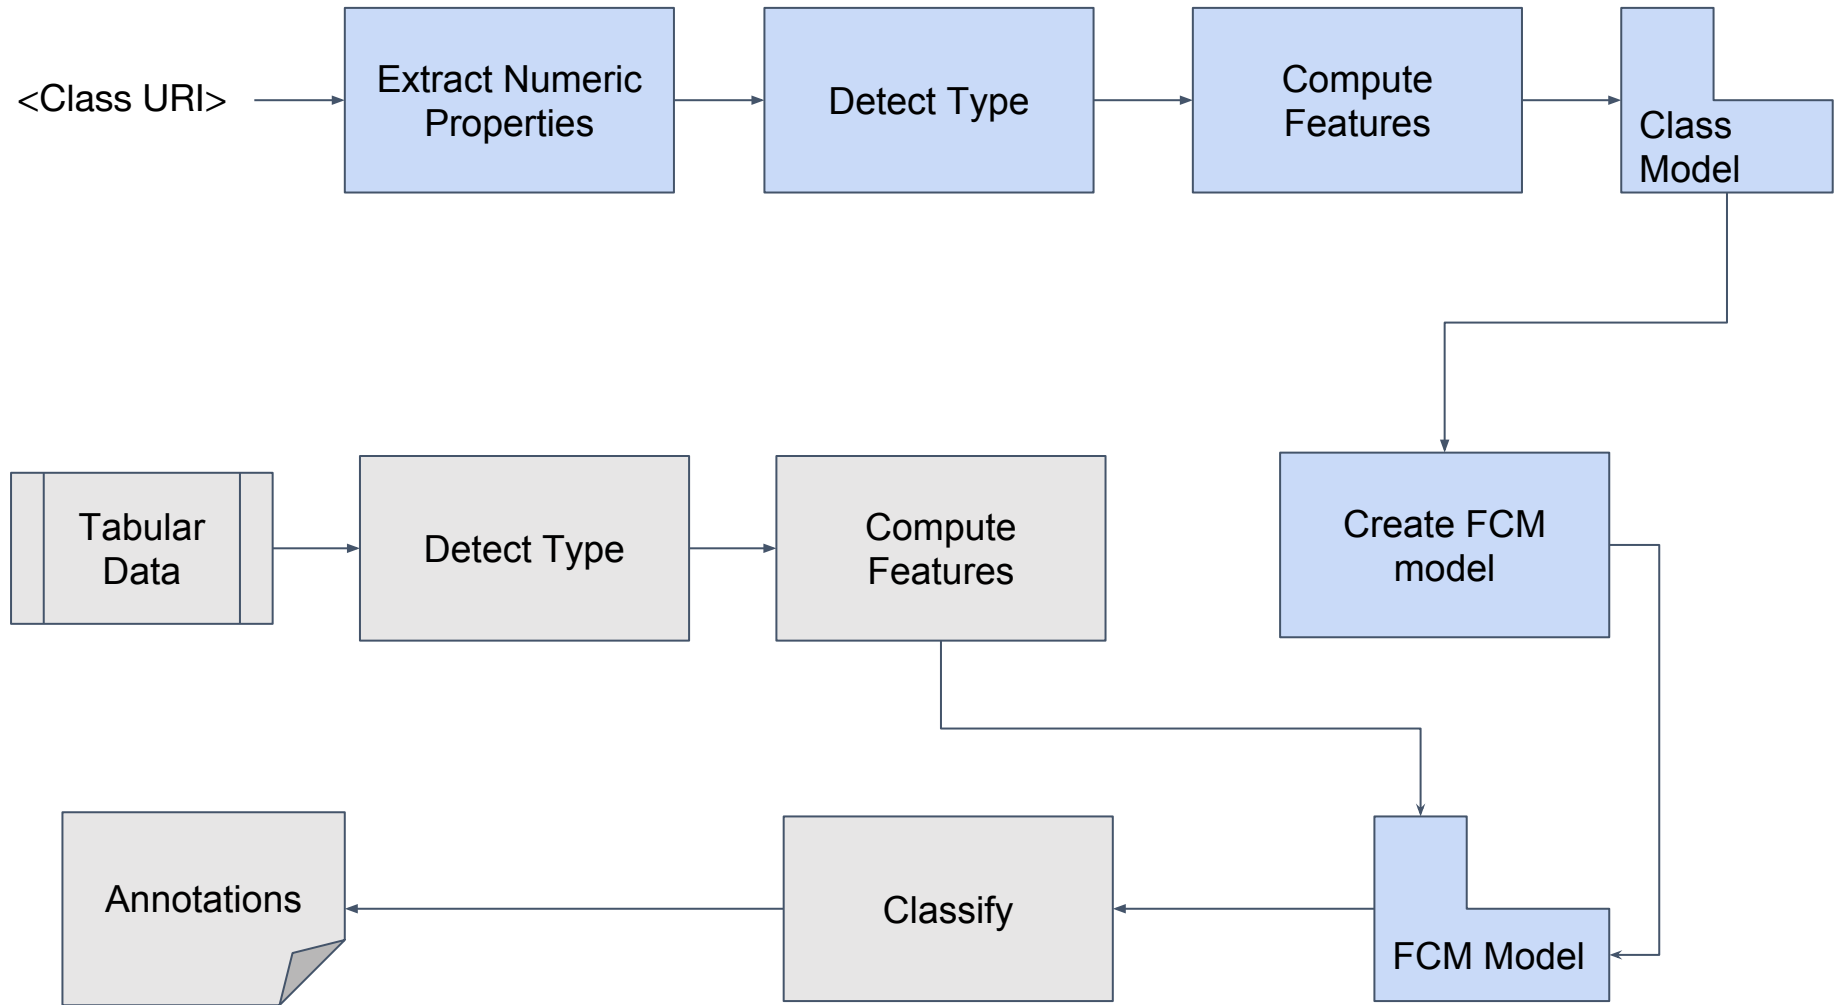 <Class URI>
Extract Numeric
Properties
Detect Type
Compute
Features
Class
Model
Tabular
Data
Detect Type
Compute
Features
Create FCM
model
Annotations
Classify
FCM Model